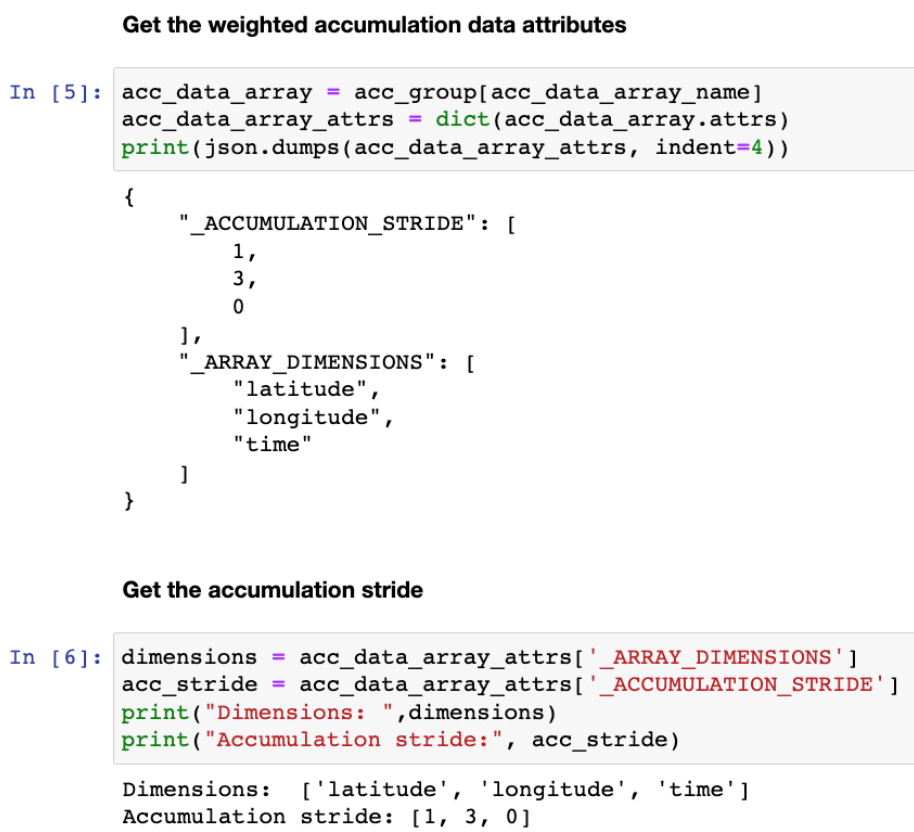 Get the weighted accumulation data attributes
In [5]: acc_data_array = acc_group[acc_data_array_name]
acc_data_array_attrs = dict(acc_data_array.attrs)
print(json.dumps(acc_data_array_attrs, indent=4))
{
    "_ACCUMULATION_STRIDE": [
        1,
        3,
        0
    ],
    "_ARRAY_DIMENSIONS": [
        "latitude",
        "longitude",
        "time"
    ]
}
Get the accumulation stride
In [6]: dimensions = acc_data_array_attrs['_ARRAY_DIMENSIONS']
acc_stride = acc_data_array_attrs['_ACCUMULATION_STRIDE']
print("Dimensions: ",dimensions)
print("Accumulation stride:", acc_stride)
Dimensions:  ['latitude', 'longitude', 'time']
Accumulation stride: [1, 3, 0]